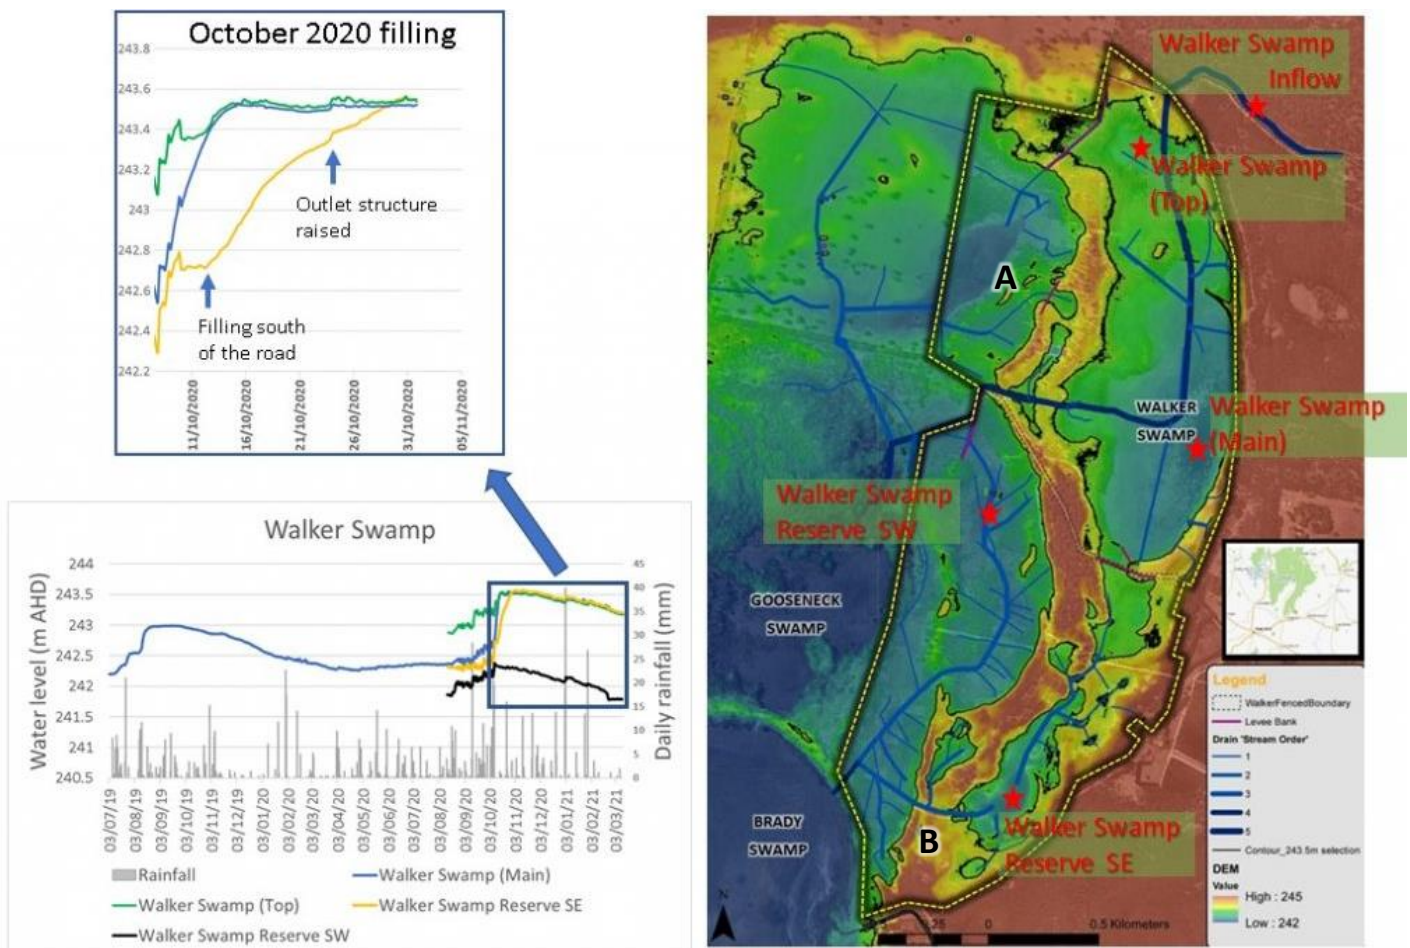 October 2020 filling
243.8
243.6
243.4
243.2
243
242.8
242.6
242.4
242.2
Outlet structure
raised
Filling south
of the road
11/10/2020
16/10/2020
21/10/2020
26/10/2020
31/10/2020
05/11/2020
Walker Swamp
Water level (m AHD)
244
243.5
243
242.5
242
241.5
241
240.5
45
40
35
30
25
20
15
10
5
0
Daily rainfall (mm)
03/07/19
03/08/19
03/09/19
03/10/19
03/11/19
03/12/19
03/01/20
03/02/20
03/03/20
03/04/20
03/05/20
03/06/20
03/07/20
03/08/20
03/09/20
03/10/20
03/11/20
03/12/20
03/01/21
03/02/21
03/03/21
Rainfall
Walker Swamp (Main)
Walker Swamp (Top)
Walker Swamp Reserve SE
Walker Swamp Reserve SW
Walker Swamp
Inflow
Walker Swamp
(Top)
A
WALKER
SWAMP
Walker Swamp
(Main)
Walker Swamp
Reserve SW
GOOSENECK
SWAMP
BRADY
SWAMP
B
Walker Swamp
Reserve SE
Legend
WalkerFencedBoundary
Levee Bank
Drain 'Stream Order'
1
2
3
4
5
Contour_243.5m selection
DEM
Value
High : 245
Low : 242
N
0
0.5 Kilometers